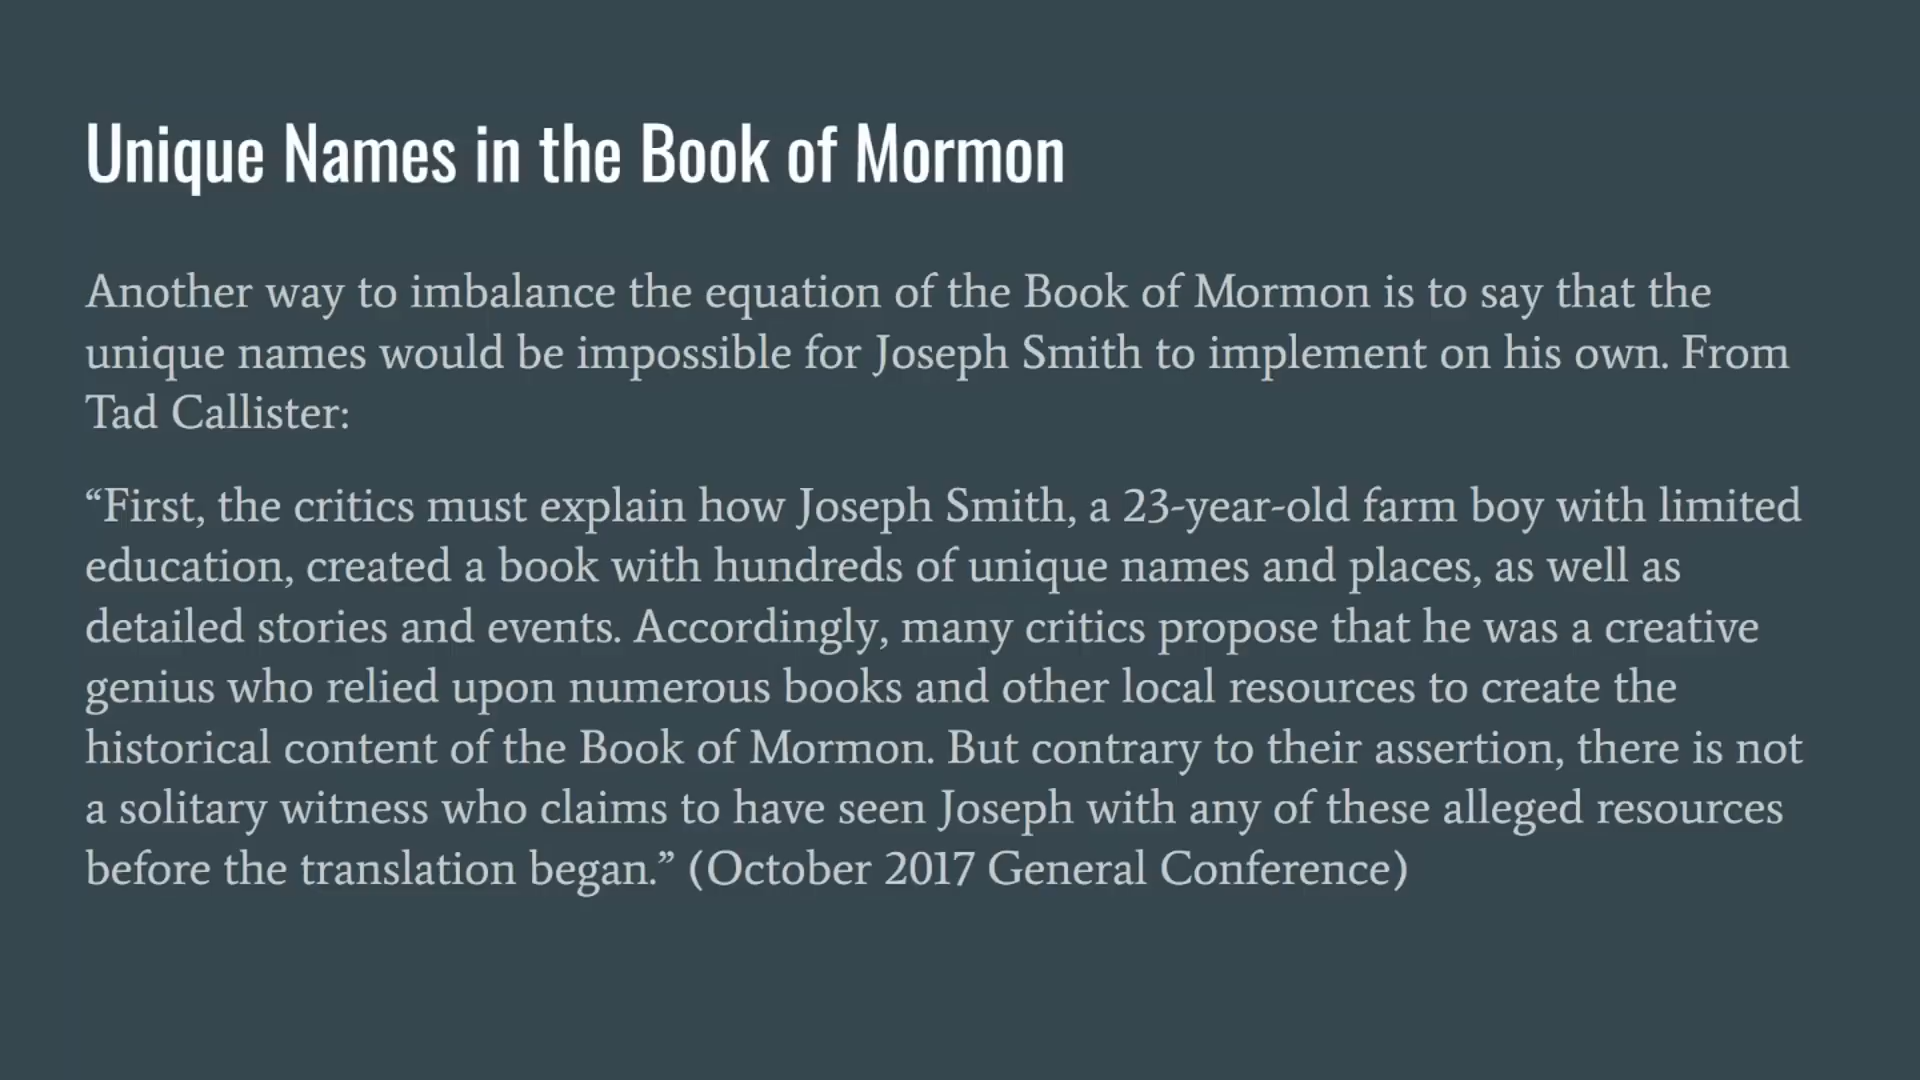 Unique Names in the Book of Mormon
Another way to imbalance the equation of the Book of Mormon is to say that the
unique names would be impossible for Joseph Smith to implement on his own. From
Tad Callister:
“First, the critics must explain how Joseph Smith, a 23-year-old farm boy with limited
education, created a book with hundreds of unique names and places, as well as
detailed stories and events. Accordingly, many critics propose that he was a creative
genius who relied upon numerous books and other local resources to create the
historical content of the Book of Mormon. But contrary to their assertion, there is not
a solitary witness who claims to have seen Joseph with any of these alleged resources
before the translation began.” (October 2017 General Conference)